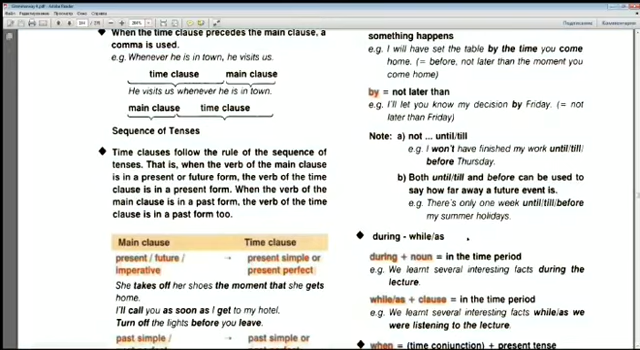 When the time clause precedes the main clause, a
comma is used.
e.g. Whenever he is in town, he visits us.
time clause main clause
He visits us whenever he is in town.
main clause time clause
Sequence of Tenses
Time clauses follow the rule of the sequence of
tenses. That is, when the verb of the main clause
is in a present or future form, the verb of the time
clause is in a present form. When the verb of the
main clause is in a past form, the verb of the time
clause is in a past form too.
Main clause Time clause
present / future / → present simple or
imperative present perfect
She takes off her shoes the moment that she gets
home.
I'll call you as soon as I get to my hotel.
Turn off the lights before you leave.
past simple / → past simple or
something happens
e.g. I will have set the table by the time you come
home. (= before, not later than the moment you
come home)
by = not later than
e.g. I'll let you know my decision by Friday. (= not
later than Friday)
Note: a) not ... until/till
e.g. I won't have finished my work until/till/
before Thursday.
b) Both until/till and before can be used to
say how far away a future event is.
e.g. There's only one week until/till/before
my summer holidays.
during - while/as
during + noun = in the time period
e.g. We learnt several interesting facts during the
lecture.
while/as + clause = in the time period
e.g. We learnt several interesting facts while/as we
were listening to the lecture.
when = (time conjunction) + present tense